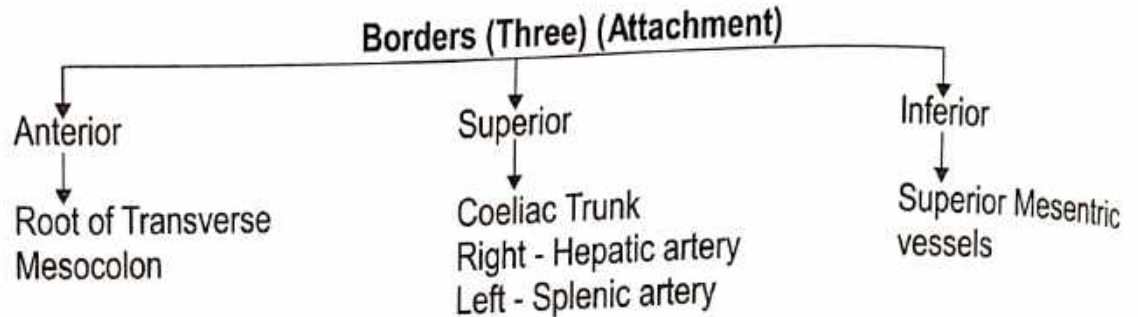 Borders (Three) (Attachment)
Anterior
Superior
Inferior
Root of Transverse
Mesocolon
Coeliac Trunk
Right - Hepatic artery
Left - Splenic artery
Superior Mesentric
vessels